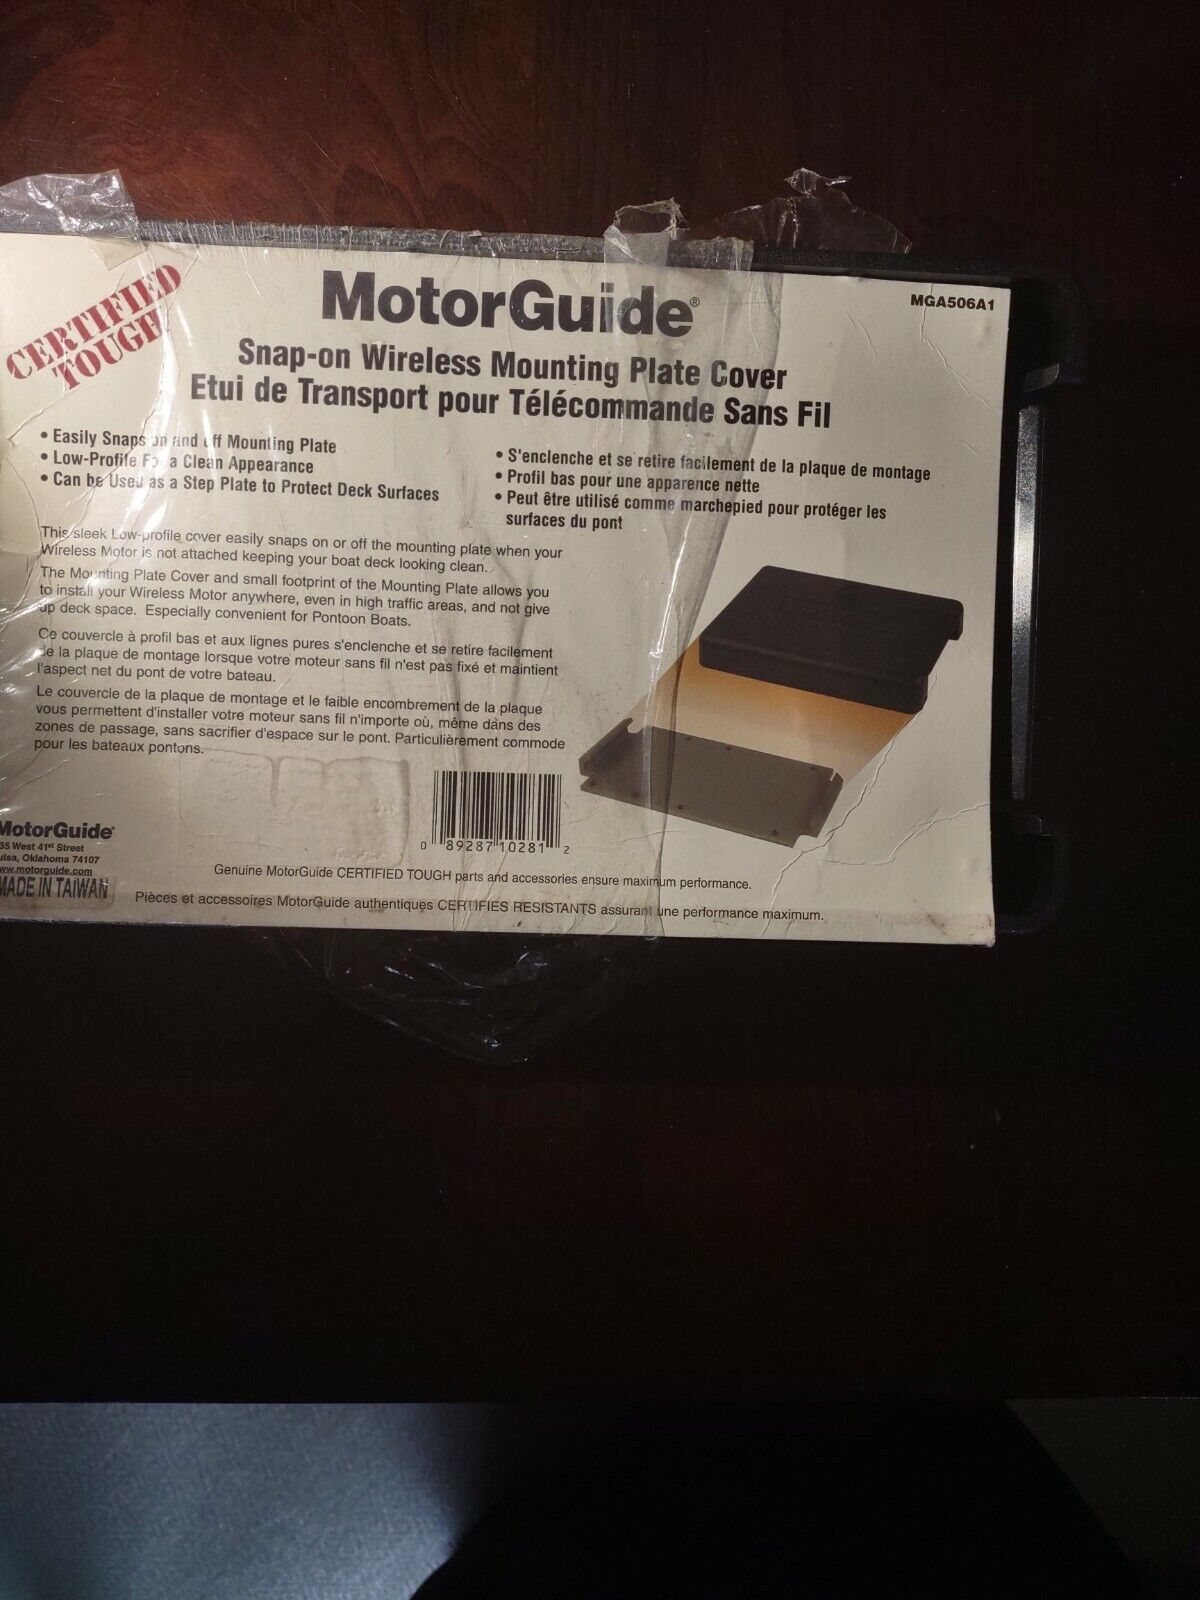 CERTIFIED
TOUGH
MotorGuide®
MGA506A1
Snap-on Wireless Mounting Plate Cover
Etui de Transport pour Télécommande Sans Fil
• Easily Snaps on and off Mounting Plate
• Low-Profile For a Clean Appearance
• Can be Used as a Step Plate to Protect Deck Surfaces
• S'enclenche et se retire facilement de la plaque de montage
• Profil bas pour une apparence nette
• Peut être utilisé comme marchepied pour protéger les
surfaces du pont
This sleek Low-profile cover easily snaps on or off the mounting plate when your
Wireless Motor is not attached keeping your boat deck looking clean.
The Mounting Plate Cover and small footprint of the Mounting Plate allows you
to install your Wireless Motor anywhere, even in high traffic areas, and not give
up deck space. Especially convenient for Pontoon Boats.
Ce couvercle à profil bas et aux lignes pures s'enclenche et se retire facilement
de la plaque de montage lorsque votre moteur sans fil n'est pas fixé et maintient
l'aspect net du pont de votre bateau.
Le couvercle de la plaque de montage et le faible encombrement de la plaque
vous permettent d'installer votre moteur sans fil n'importe où, même dans des
zones de passage, sans sacrifier d'espace sur le pont. Particulièrement commode
pour les bateaux pontons.
MotorGuide®
35 West 41st Street
ulsa, Oklahoma 74107
www.motorguide.com
MADE IN TAIWAN
0 89287 10281 2
Genuine MotorGuide CERTIFIED TOUGH parts and accessories ensure maximum performance.
Pièces et accessoires MotorGuide authentiques CERTIFIES RESISTANTS assurant une performance maximum.